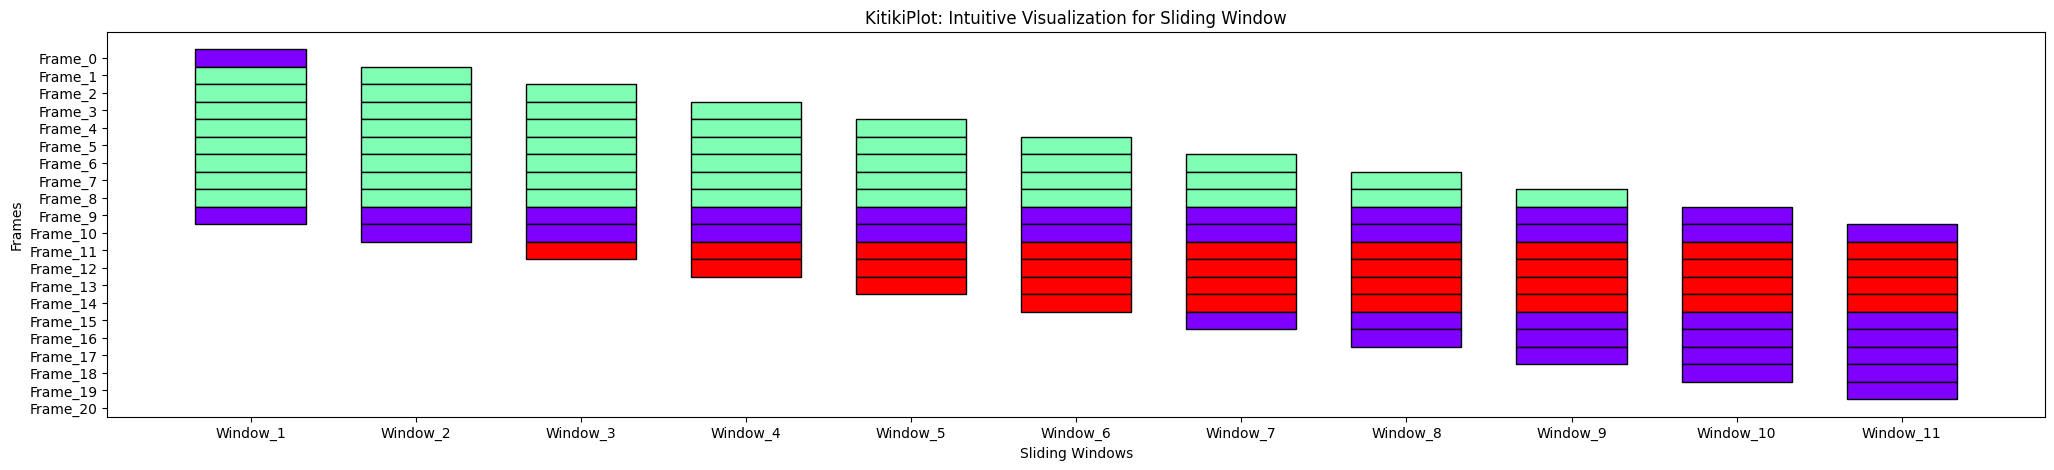 KitikiPlot: Intuitive Visualization for Sliding Window
Frames
Frame_0
Frame_1
Frame_2
Frame_3
Frame_4
Frame_5
Frame_6
Frame_7
Frame_8
Frame_9
Frame_10
Frame_11
Frame_12
Frame_13
Frame_14
Frame_15
Frame_16
Frame_17
Frame_18
Frame_19
Frame_20
Window_1 Window_2 Window_3 Window_4 Window_5 Window_6 Window_7 Window_8 Window_9 Window_10 Window_11
Sliding Windows